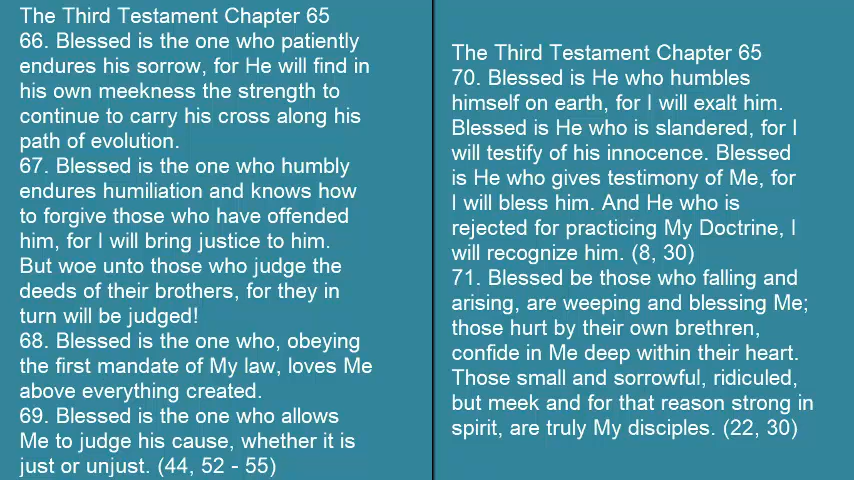 The Third Testament Chapter 65
66. Blessed is the one who patiently
endures his sorrow, for He will find in
his own meekness the strength to
continue to carry his cross along his
path of evolution.
67. Blessed is the one who humbly
endures humiliation and knows how
to forgive those who have offended
him, for I will bring justice to him.
But woe unto those who judge the
deeds of their brothers, for they in
turn will be judged!
68. Blessed is the one who, obeying
the first mandate of My law, loves Me
above everything created.
69. Blessed is the one who allows
Me to judge his cause, whether it is
just or unjust. (44, 52 - 55)
The Third Testament Chapter 65
70. Blessed is He who humbles
himself on earth, for I will exalt him.
Blessed is He who is slandered, for I
will testify of his innocence. Blessed
is He who gives testimony of Me, for
I will bless him. And He who is
rejected for practicing My Doctrine, I
will recognize him. (8, 30)
71. Blessed be those who falling and
arising, are weeping and blessing Me;
those hurt by their own brethren,
confide in Me deep within their heart.
Those small and sorrowful, ridiculed,
but meek and for that reason strong in
spirit, are truly My disciples. (22, 30)